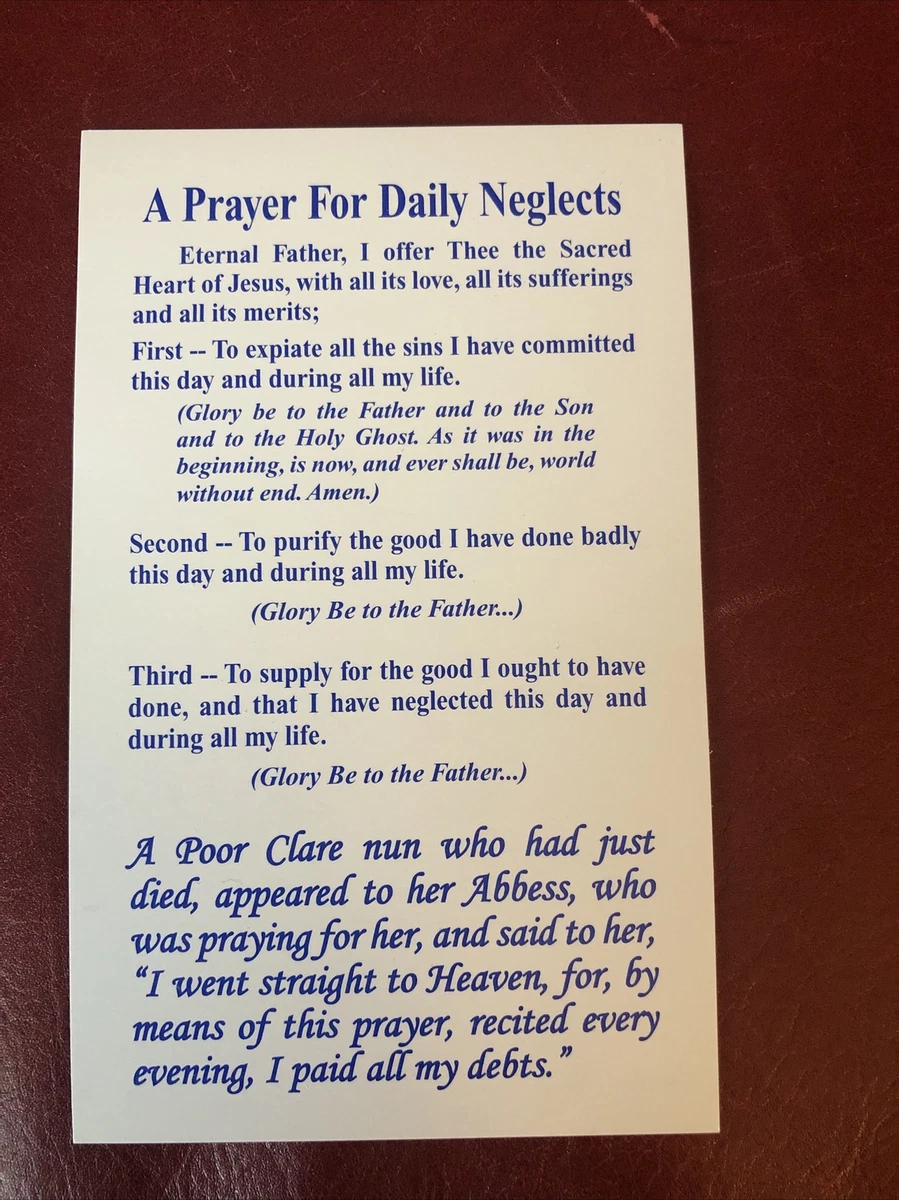 A Prayer For Daily Neglects
Eternal Father, I offer Thee the Sacred
Heart of Jesus, with all its love, all its sufferings
and all its merits;
First -- To expiate all the sins I have committed
this day and during all my life.
(Glory be to the Father and to the Son
and to the Holy Ghost. As it was in the
beginning, is now, and ever shall be, world
without end. Amen.)
Second -- To purify the good I have done badly
this day and during all my life.
(Glory Be to the Father...)
Third -- To supply for the good I ought to have
done, and that I have neglected this day and
during all my life.
(Glory Be to the Father...)
A Poor Clare nun who had just
died, appeared to her Abbess, who
was praying for her, and said to her,
“I went straight to Heaven, for, by
means of this prayer, recited every
evening, I paid all my debts.”